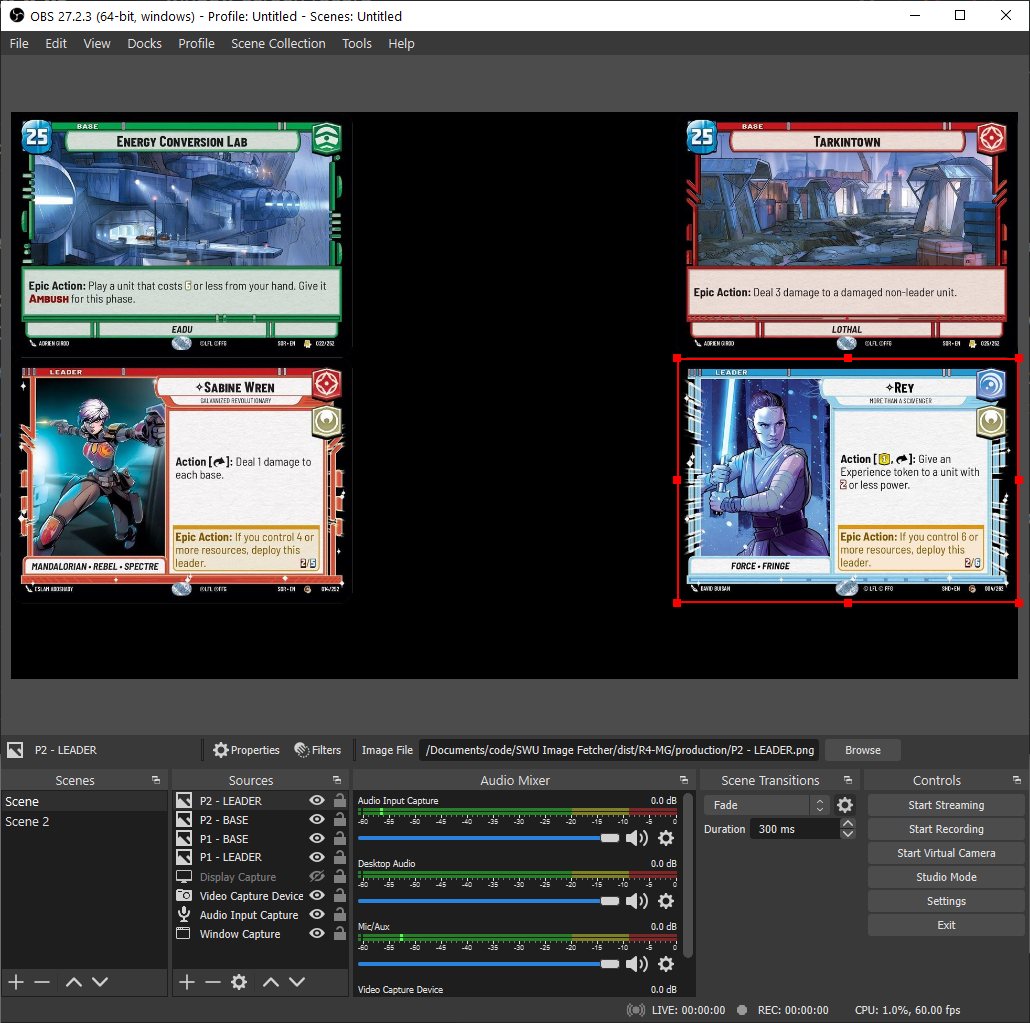 OBS 27.2.3 (64-bit, windows) - Profile: Untitled - Scenes: Untitled
File Edit View Docks Profile Scene Collection Tools Help
25
BASE
ENERGY CONVERSION LAB
Epic Action: Play a unit that costs 6 or less from your hand. Give it
AMBUSH for this phase.
EADU
ADRIEN GIROD ©LFL ©FFG SOR • EN 022/252
25
BASE
TARKINTOWN
Epic Action: Deal 3 damage to a damaged non-leader unit.
LOTHAL
ADRIEN GIROD ©LFL ©FFG SOR • EN 025/252
LEADER
SABINE WREN
GALVANIZED REVOLUTIONARY
Action [ ]: Deal 1 damage to
each base.
Epic Action: If you control 4 or
more resources, deploy this
leader. 2/5
MANDALORIAN • REBEL • SPECTRE
ESLAM ABOSHADY ©LFL ©FFG SOR • EN 014/252
LEADER
REY
MORE THAN A SCAVENGER
Action [1, ]: Give an
Experience token to a unit with
2 or less power.
Epic Action: If you control 6 or
more resources, deploy this
leader. 2/6
FORCE • FRINGE
DAVID BUISAN © LFL © FFG SHD • EN 004/262
P2 - LEADER Properties Filters Image File /Documents/code/SWU Image Fetcher/dist/R4-MG/production/P2 - LEADER.png Browse
Scenes
Scene
Scene 2
Sources
P2 - LEADER
P2 - BASE
P1 - BASE
P1 - LEADER
Display Capture
Video Capture Device
Audio Input Capture
Window Capture
Audio Mixer
Audio Input Capture 0.0 dB
-60 -55 -50 -45 -40 -35 -30 -25 -20 -15 -10 -5 0
Desktop Audio 0.0 dB
-60 -55 -50 -45 -40 -35 -30 -25 -20 -15 -10 -5 0
Mic/Aux 0.0 dB
-60 -55 -50 -45 -40 -35 -30 -25 -20 -15 -10 -5 0
Video Capture Device 0.0 dB
Scene Transitions
Fade
Duration 300 ms
Controls
Start Streaming
Start Recording
Start Virtual Camera
Studio Mode
Settings
Exit
LIVE: 00:00:00 REC: 00:00:00 CPU: 1.0%, 60.00 fps